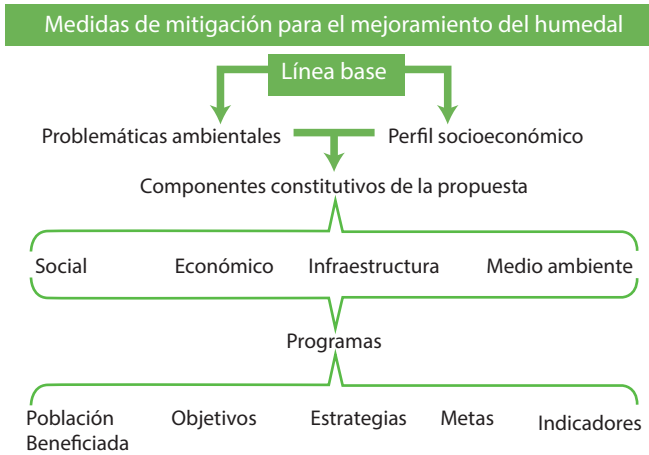 Medidas de mitigación para el mejoramiento del humedal
Línea base
Problemáticas ambientales
Perfil socioeconómico
Componentes constitutivos de la propuesta
Social
Económico
Infraestructura
Medio ambiente
Programas
Población
Beneficiada
Objetivos
Estrategias
Metas
Indicadores